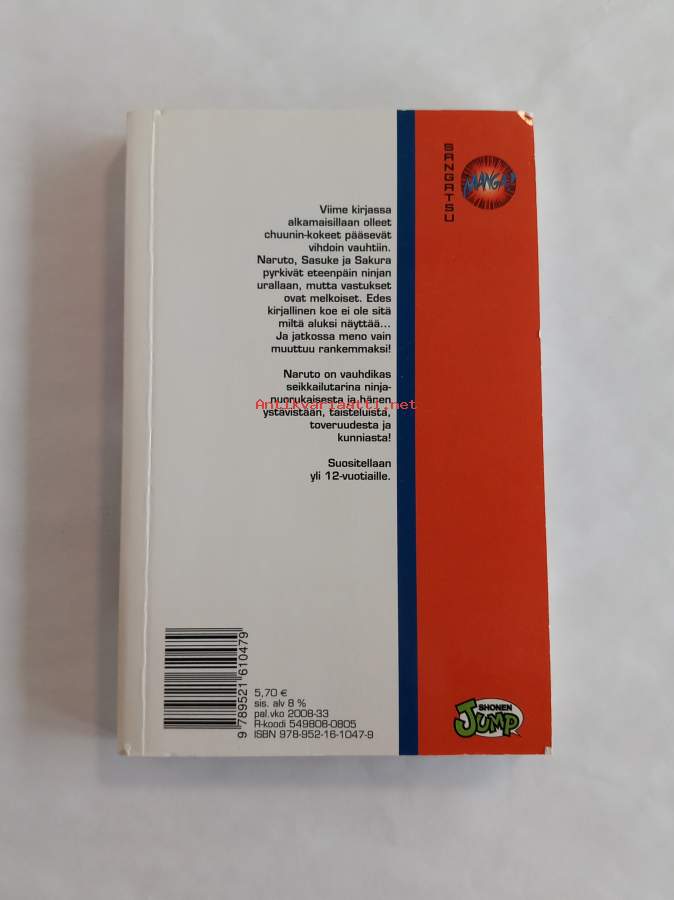 SANGATSU
MANGA!
Viime kirjassa
alkamaisillaan olleet
chuunin-kokeet pääsevät
vihdoin vauhtiin.
Naruto, Sasuke ja Sakura
pyrkivät eteenpäin ninjan
urallaan, mutta vastukset
ovat melkoiset. Edes
kirjallinen koe ei ole sitä
miltä aluksi näyttää...
Ja jatkossa meno vain
muuttuu rankemmaksi!
Naruto on vauhdikas
seikkailutarina ninja-
nuorukaisesta ja hänen
Antikvariaatti.net
ystävistään, taisteluista,
toveruudesta ja
kunniasta!
Suositellaan
yli 12-vuotiaille.
9 789521 610479
5,70 €
sis. alv 8 %
pal.vko 2008-33
R-koodi 549808-0805
ISBN 978-952-16-1047-9
SHONEN
JUMP